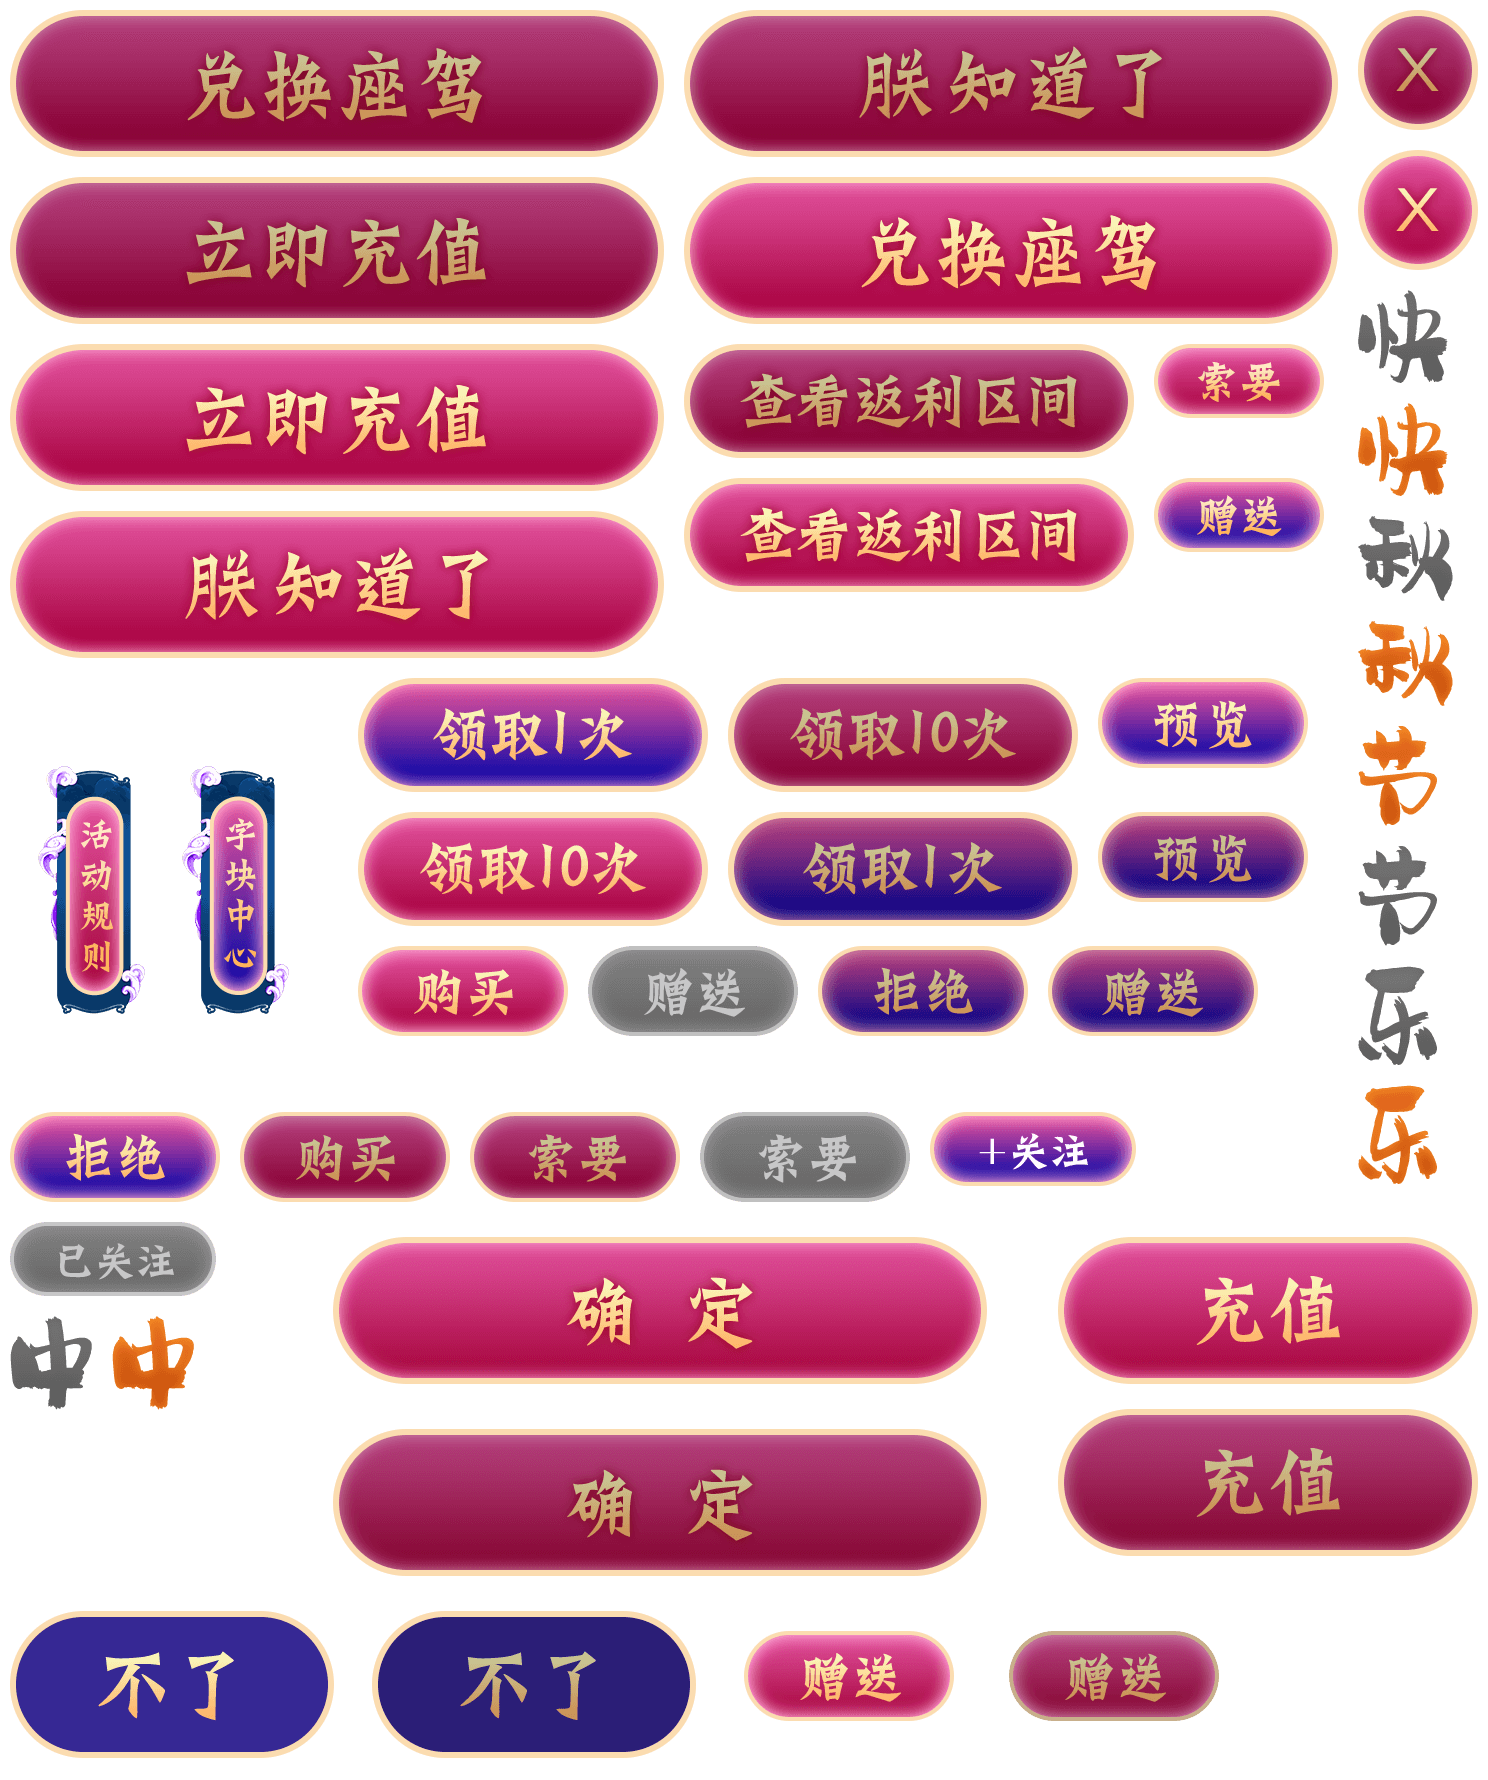 兑换座驾
朕知道了
X
立即充值
兑换座驾
X
立即充值
查看返利区间
索要
快
快
朕知道了
查看返利区间
赠送
秋
秋
领取1次
领取10次
预览
节
活动规则
字块中心
领取10次
领取1次
预览
节
购买
赠送
拒绝
赠送
乐
拒绝
购买
索要
索要
+关注
乐
已关注
确 定
充值
中
中
确 定
充值
不了
不了
赠送
赠送